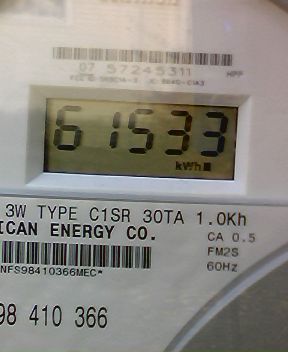 07 57245311 HPP
61533
kWh
3W TYPE C1SR 30TA 1.0Kh
ICAN ENERGY CO.
CA 0.5
FM2S
60Hz
NFS98410366MEC*
98 410 366